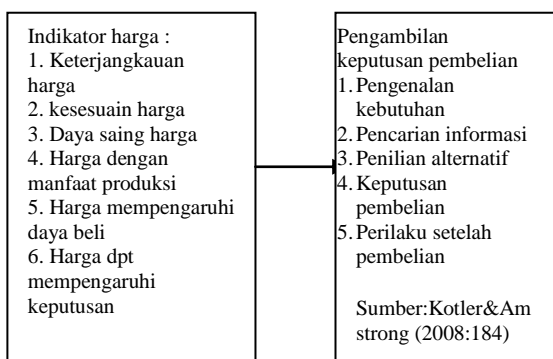 Indikator harga :
1. Keterjangkauan
harga
2. kesesuain harga
3. Daya saing harga
4. Harga dengan
manfaat produksi
5. Harga mempengaruhi
daya beli
6. Harga dpt
mempengaruhi
keputusan
Pengambilan
keputusan pembelian
1. Pengenalan
kebutuhan
2. Pencarian informasi
3. Penilian alternatif
4. Keputusan
pembelian
5. Perilaku setelah
pembelian
Sumber:Kotler&Am
strong (2008:184)